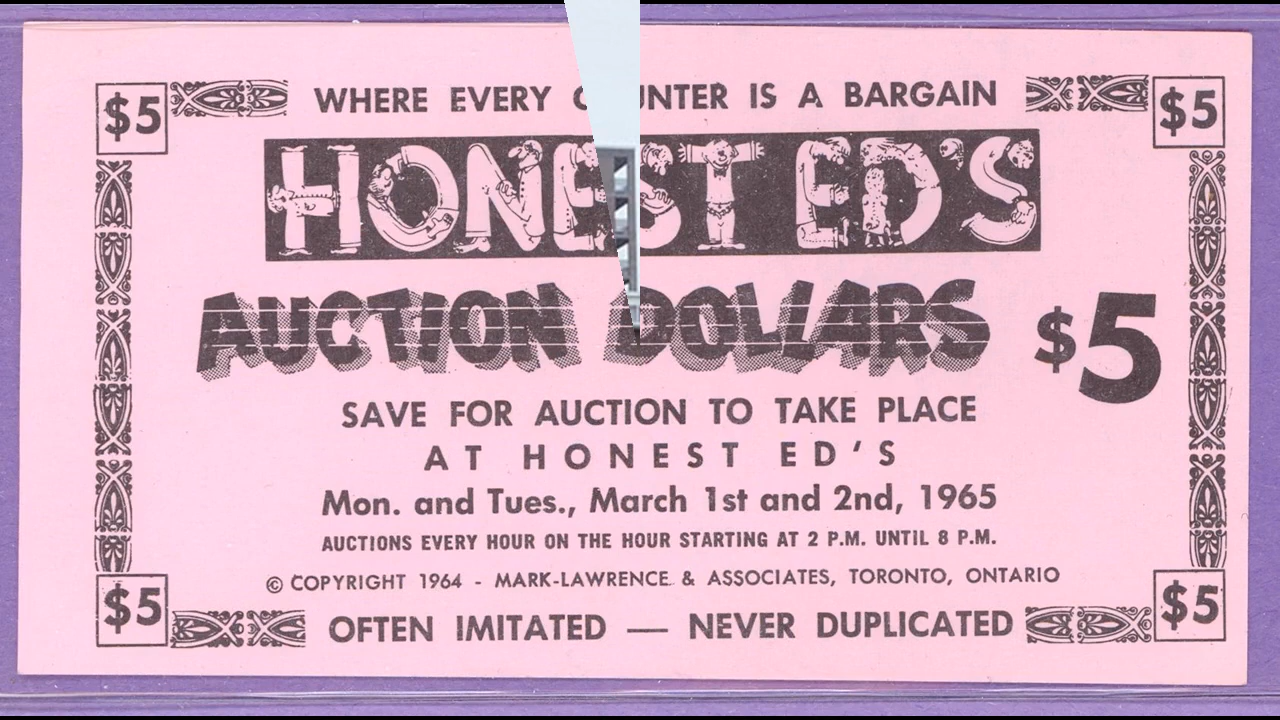 $5
WHERE EVERY C UNTER IS A BARGAIN
$5
HONEST ED'S
AUCTION DOLLARS
$5
SAVE FOR AUCTION TO TAKE PLACE
AT HONEST ED'S
Mon. and Tues., March 1st and 2nd, 1965
AUCTIONS EVERY HOUR ON THE HOUR STARTING AT 2 P.M. UNTIL 8 P.M.
© COPYRIGHT 1964 - MARK-LAWRENCE & ASSOCIATES, TORONTO, ONTARIO
$5
OFTEN IMITATED — NEVER DUPLICATED
$5